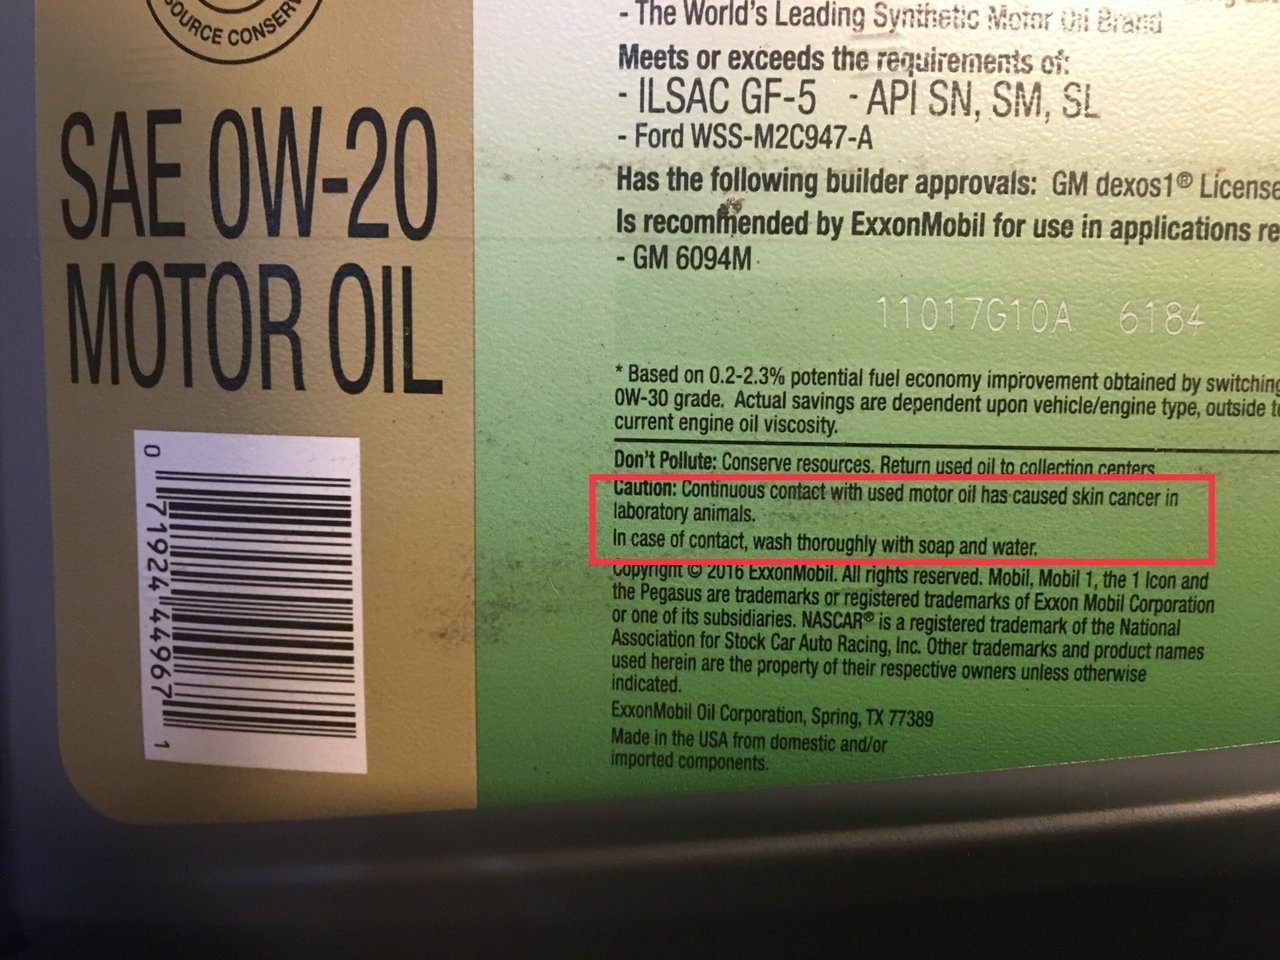 SOURCE CONSERV
SAE 0W-20
MOTOR OIL
0 71924 44967 1
- The World's Leading Synthetic Motor Oil Brand
Meets or exceeds the requirements of:
- ILSAC GF-5 - API SN, SM, SL
- Ford WSS-M2C947-A
Has the following builder approvals: GM dexos1® License
Is recommended by ExxonMobil for use in applications re
- GM 6094M
11017G10A 6184
* Based on 0.2-2.3% potential fuel economy improvement obtained by switching
0W-30 grade. Actual savings are dependent upon vehicle/engine type, outside te
current engine oil viscosity.
Don't Pollute: Conserve resources. Return used oil to collection centers
Caution: Continuous contact with used motor oil has caused skin cancer in
laboratory animals.
In case of contact, wash thoroughly with soap and water.
Copyright © 2016 ExxonMobil. All rights reserved. Mobil, Mobil 1, the 1 Icon and
the Pegasus are trademarks or registered trademarks of Exxon Mobil Corporation
or one of its subsidiaries. NASCAR® is a registered trademark of the National
Association for Stock Car Auto Racing, Inc. Other trademarks and product names
used herein are the property of their respective owners unless otherwise
indicated.
ExxonMobil Oil Corporation, Spring, TX 77389
Made in the USA from domestic and/or
imported components.